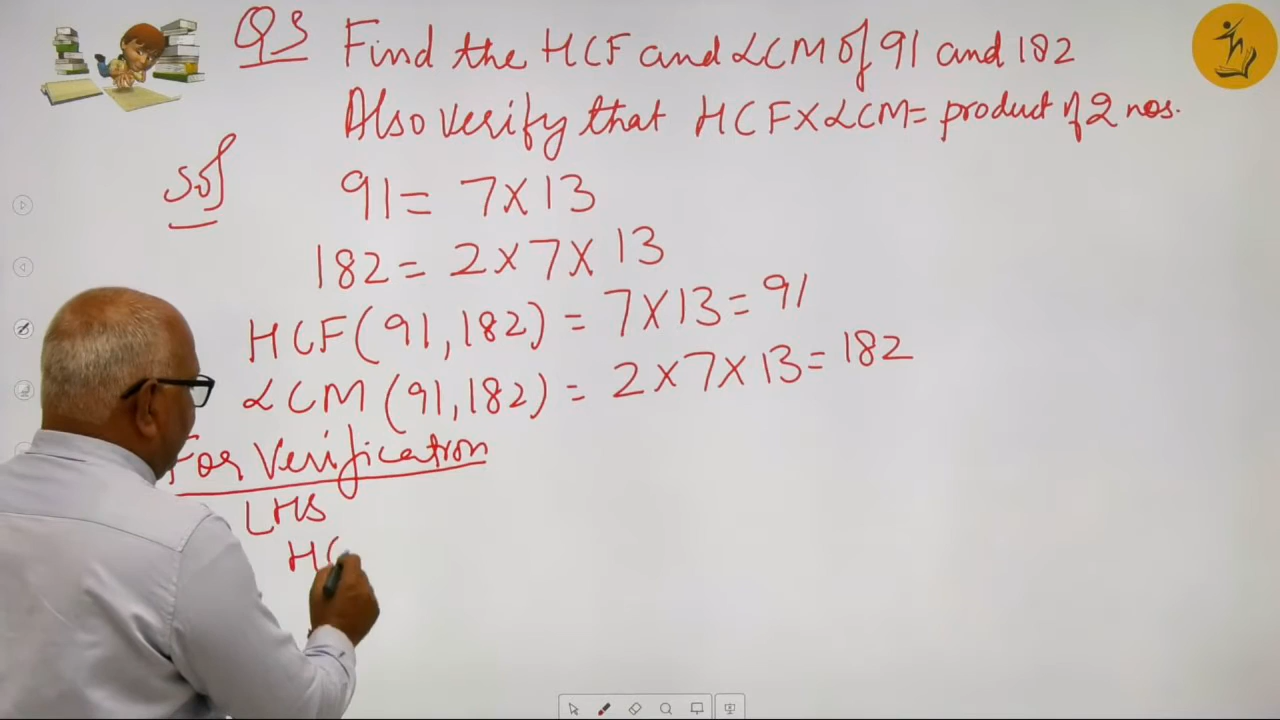 Q3 Find the HCF and LCM of 91 and 182
Also verify that HCF×LCM= product of 2 nos.
Sol
91= 7×13
182= 2×7×13
HCF(91,182) = 7×13=91
LCM (91,182) = 2×7×13=182
For Verification
LHS
HC